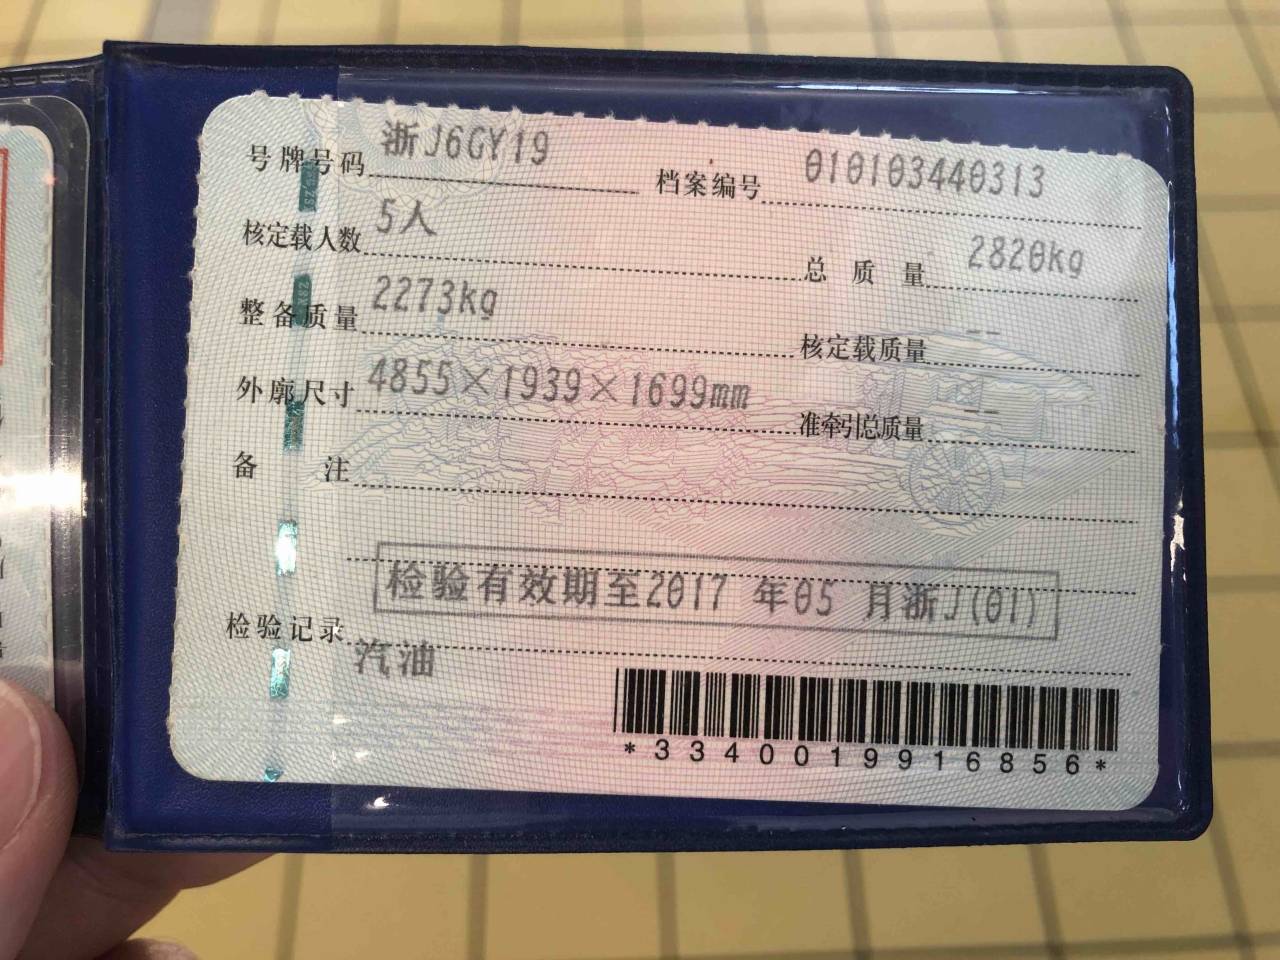 号牌号码 浙J6GY19 档案编号 010103440313
核定载人数 5人 总质量 2820kg
整备质量 2273kg 核定载质量 --
外廓尺寸 4855×1939×1699mm 准牵引总质量 --
备注
检验有效期至2017 年05 月浙J(01)
检验记录
汽油
*3340019916856*